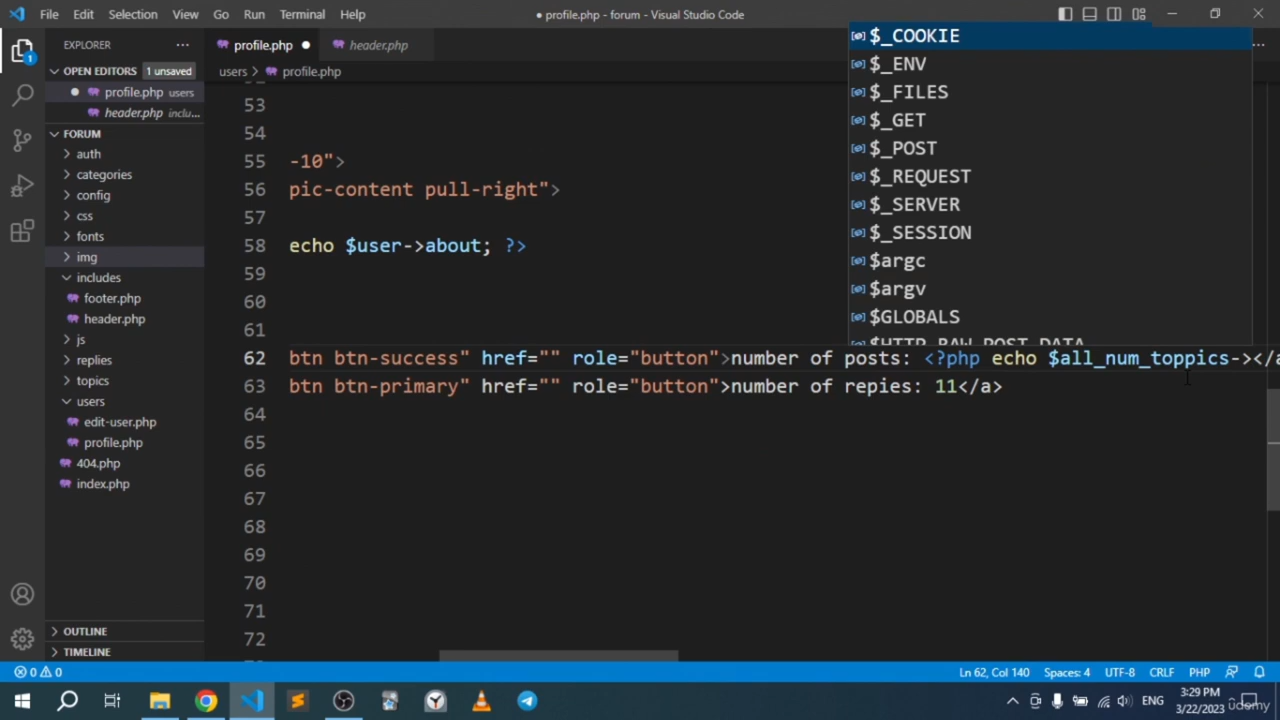 File Edit Selection View Go Run Terminal Help
● profile.php - forum - Visual Studio Code
EXPLORER
OPEN EDITORS 1 unsaved
profile.php users
header.php inclu...
FORUM
auth
categories
config
css
fonts
img
includes
footer.php
header.php
js
replies
topics
users
edit-user.php
profile.php
404.php
index.php
OUTLINE
TIMELINE
profile.php ●
header.php
users > profile.php
53
54
55 -10">
56 pic-content pull-right">
57
58 echo $user->about; ?>
59
60
61
62 btn btn-success" href="" role="button">number of posts: <?php echo $all_num_toppics-></a
63 btn btn-primary" href="" role="button">number of repies: 11</a>
64
65
66
67
68
69
70
71
72
$_COOKIE
$_ENV
$_FILES
$_GET
$_POST
$_REQUEST
$_SERVER
$_SESSION
$argc
$argv
$GLOBALS
$HTTP_RAW_POST_DATA
0 0
Ln 62, Col 140 Spaces: 4 UTF-8 CRLF PHP
ENG
3:29 PM
3/22/2023
udemy